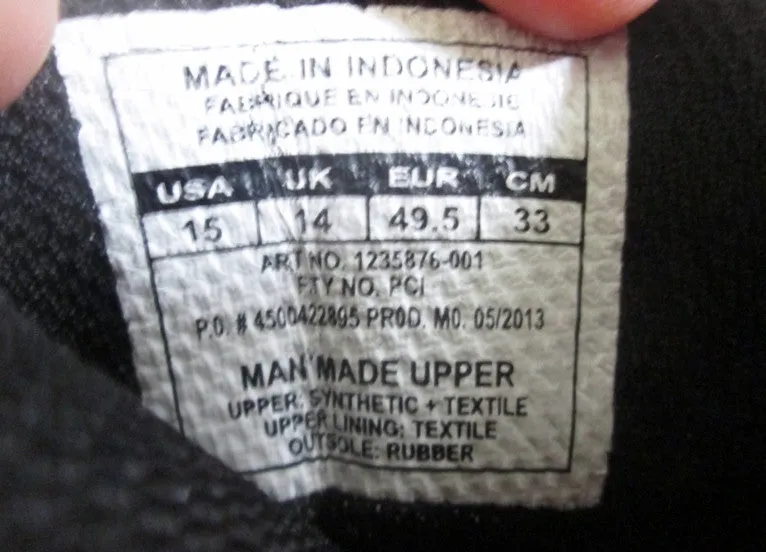 MADE IN INDONESIA
FABRIQUE EN INDONESIE
FABRICADO EN INDONESIA
USA UK EUR CM
15 14 49.5 33
ART NO. 1235876-001
FTY NO. PCI
P.O. # 4500422895 PROD. MO. 05/2013
MAN MADE UPPER
UPPER: SYNTHETIC + TEXTILE
UPPER LINING: TEXTILE
OUTSOLE: RUBBER